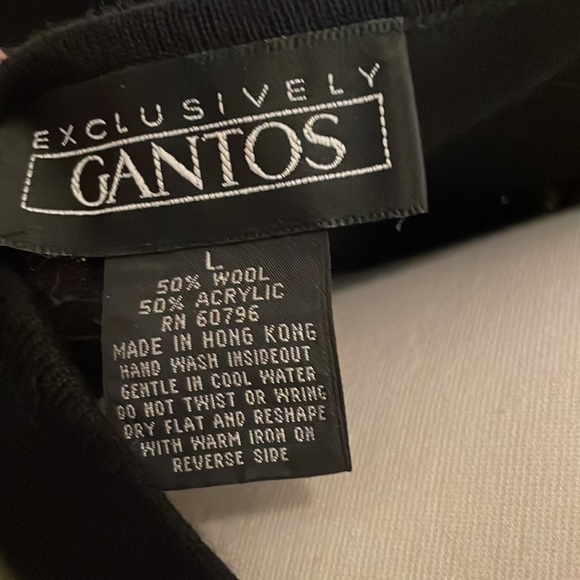 EXCLUSIVELY
GANTOS
L
50% WOOL
50% ACRYLIC
RN 60796
MADE IN HONG KONG
HAND WASH INSIDEOUT
GENTLE IN COOL WATER
DO NOT TWIST OR WRING
DRY FLAT AND RESHAPE
WITH WARM IRON ON
REVERSE SIDE